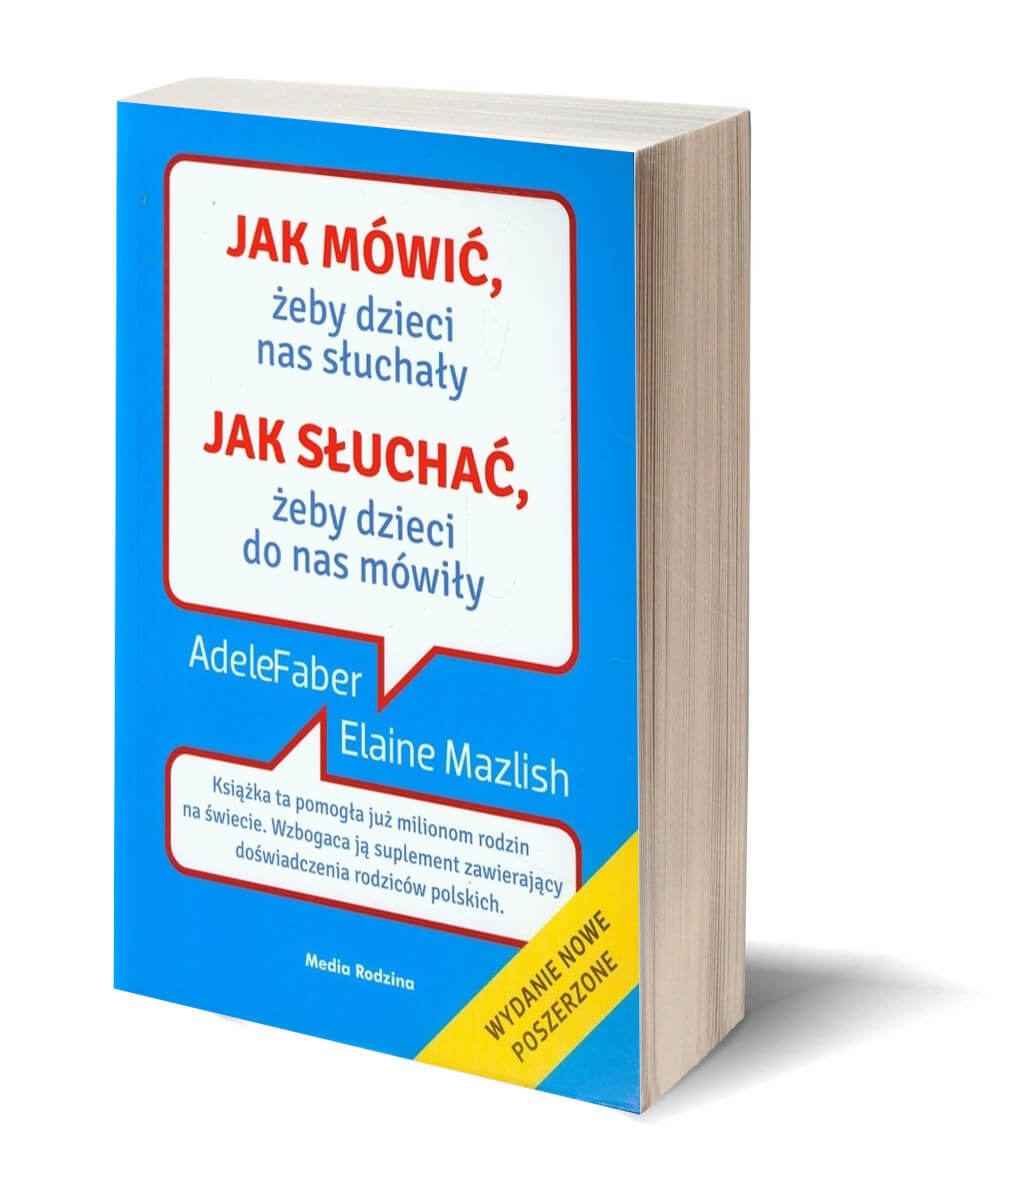 JAK MÓWIĆ,
żeby dzieci
nas słuchały
JAK SŁUCHAĆ,
żeby dzieci
do nas mówiły
AdeleFaber
Elaine Mazlish
Książka ta pomogła już milionom rodzin
na świecie. Wzbogaca ją suplement zawierający
doświadczenia rodziców polskich.
Media Rodzina
WYDANIE NOWE
POSZERZONE